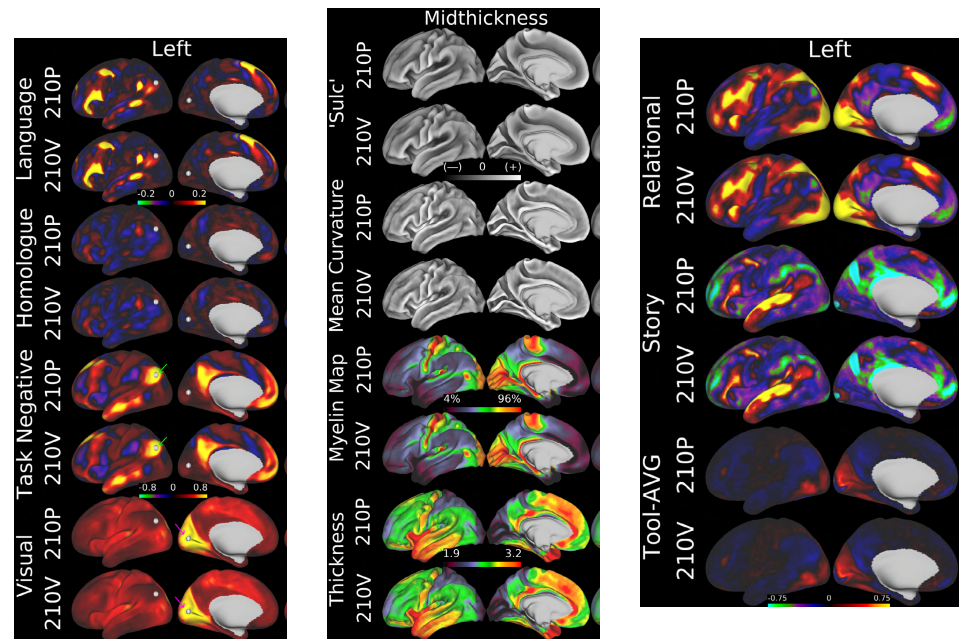 Left
Language
210P
210V
-0.2 0 0.2
Homologue
210P
210V
Task Negative
210P
210V
-0.8 0 0.8
Visual
210P
210V
Midthickness
'Sulc'
210P
210V
(—) 0 (+)
Mean Curvature
210P
210V
Myelin Map
210P
4% 96%
210V
Thickness
210P
1.9 3.2
210V
Left
Relational
210P
210V
Story
210P
210V
Tool-AVG
210P
210V
-0.75 0 0.75